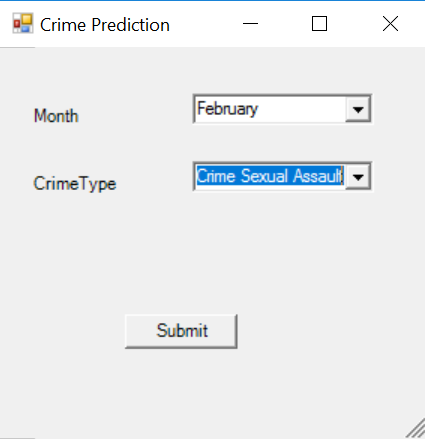 Crime Prediction
Month February
CrimeType Crime Sexual Assault
Submit